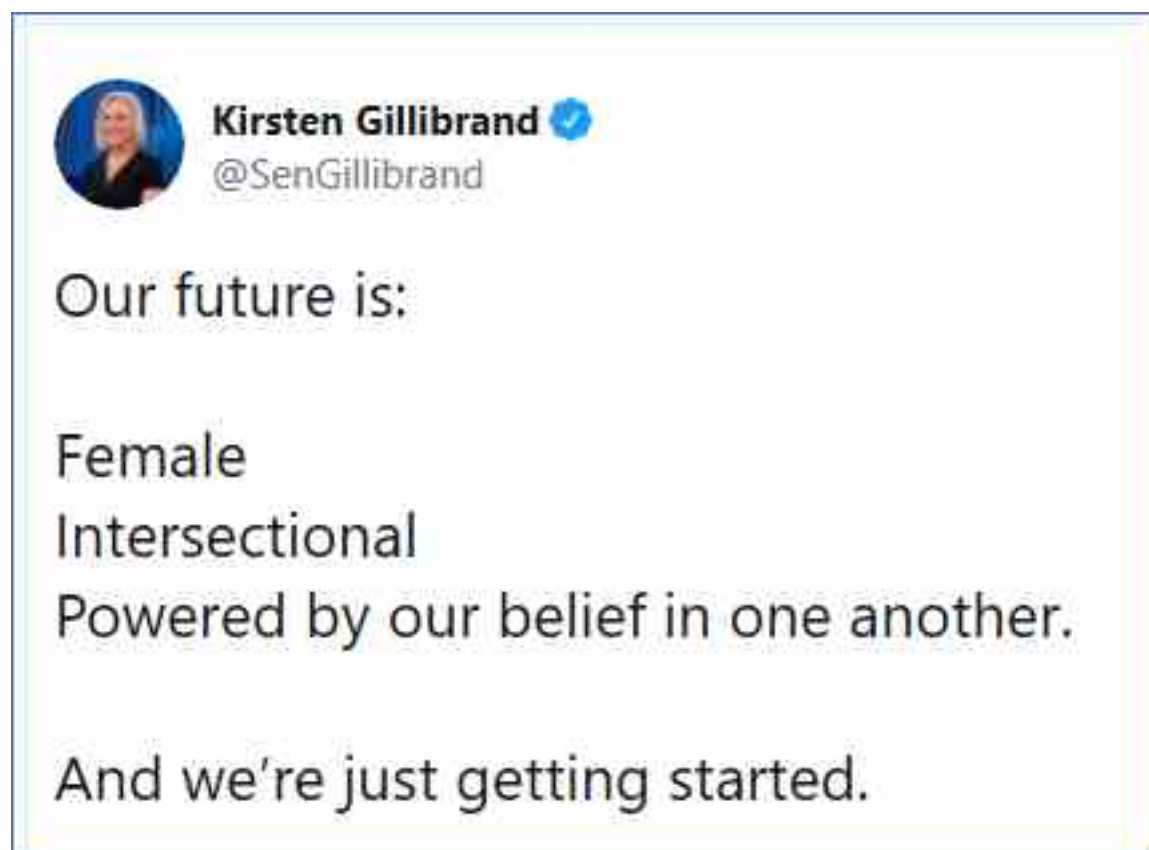 Kirsten Gillibrand
@SenGillibrand
Our future is:
Female
Intersectional
Powered by our belief in one another.
And we’re just getting started.